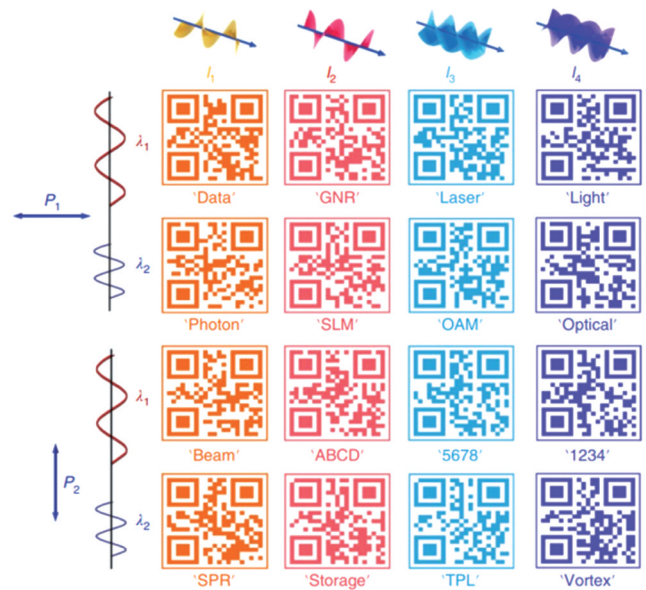 l1 l2 l3 l4
λ1
'Data' 'GNR' 'Laser' 'Light'
P1
λ2
'Photon' 'SLM' 'OAM' 'Optical'
λ1
'Beam' 'ABCD' '5678' '1234'
P2
λ2
'SPR' 'Storage' 'TPL' 'Vortex'